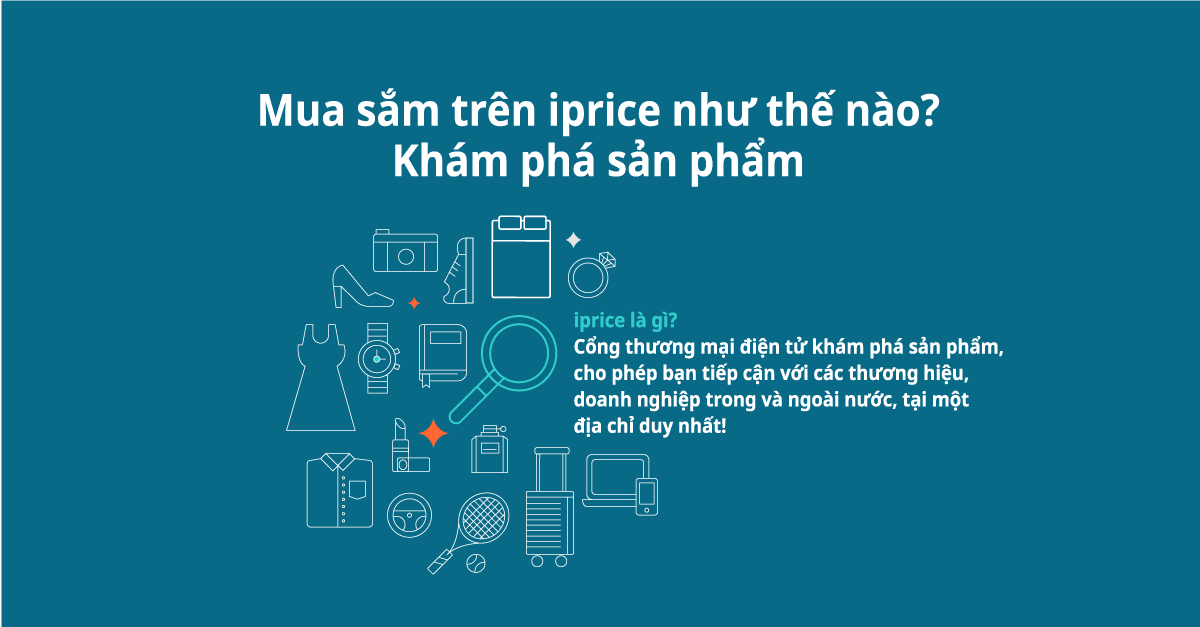 Mua sắm trên iprice như thế nào?
Khám phá sản phẩm
iprice là gì?
Cổng thương mại điện tử khám phá sản phẩm,
cho phép bạn tiếp cận với các thương hiệu,
doanh nghiệp trong và ngoài nước, tại một
địa chỉ duy nhất!